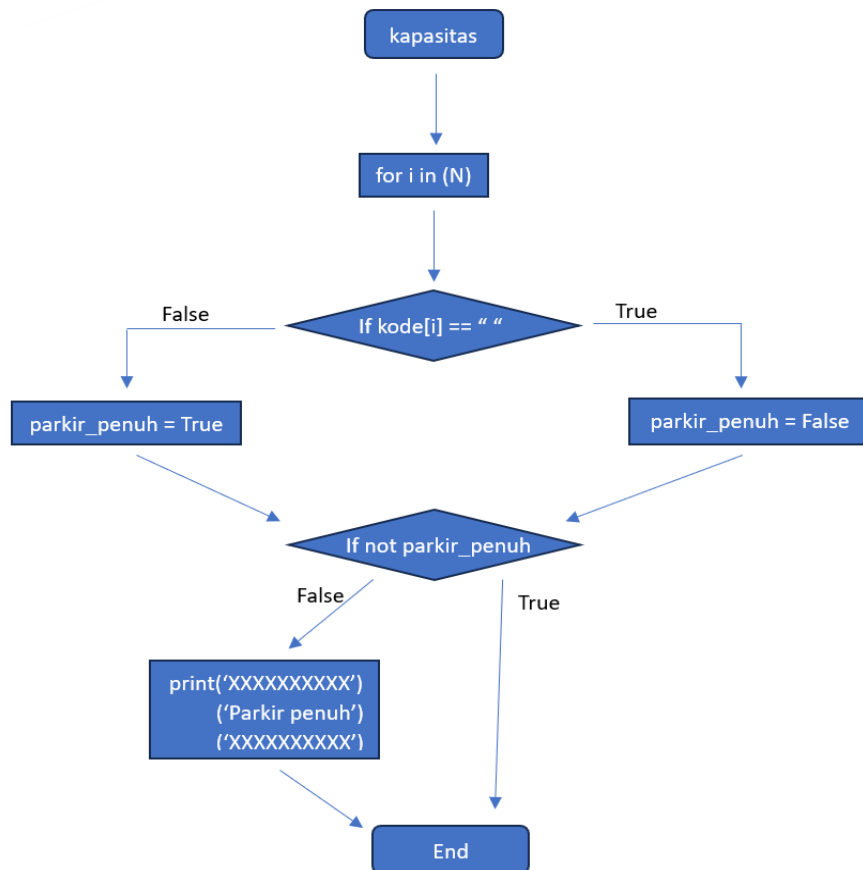 kapasitas
for i in (N)
If kode[i] == “ “
False
True
parkir_penuh = True
parkir_penuh = False
If not parkir_penuh
False
True
print(‘XXXXXXXXXX’)
(‘Parkir penuh’)
(‘XXXXXXXXXX’)
End